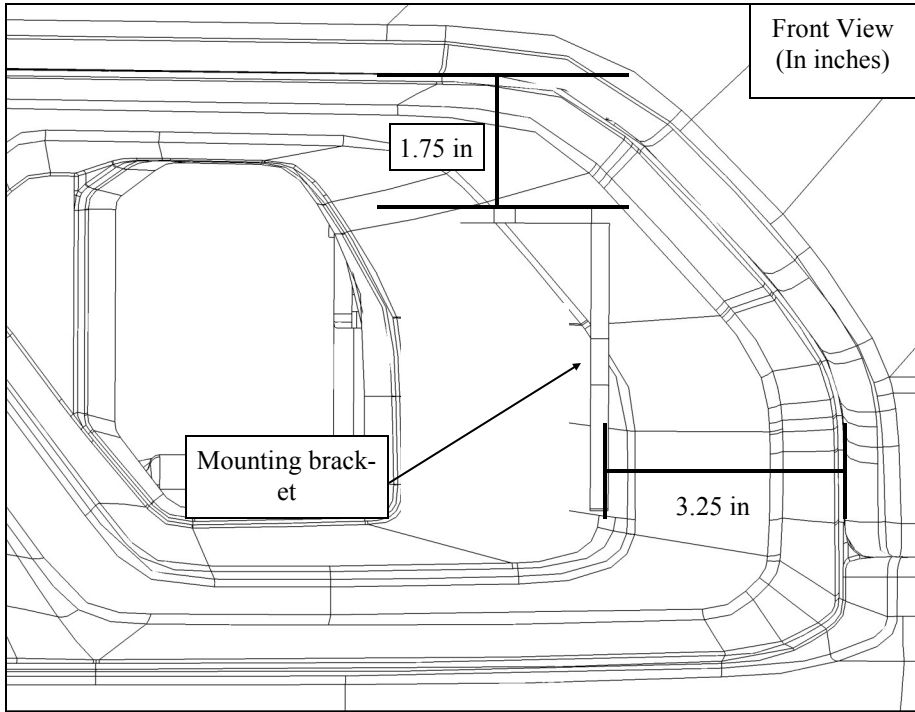 Front View
(In inches)
1.75 in
Mounting brack-
et
3.25 in